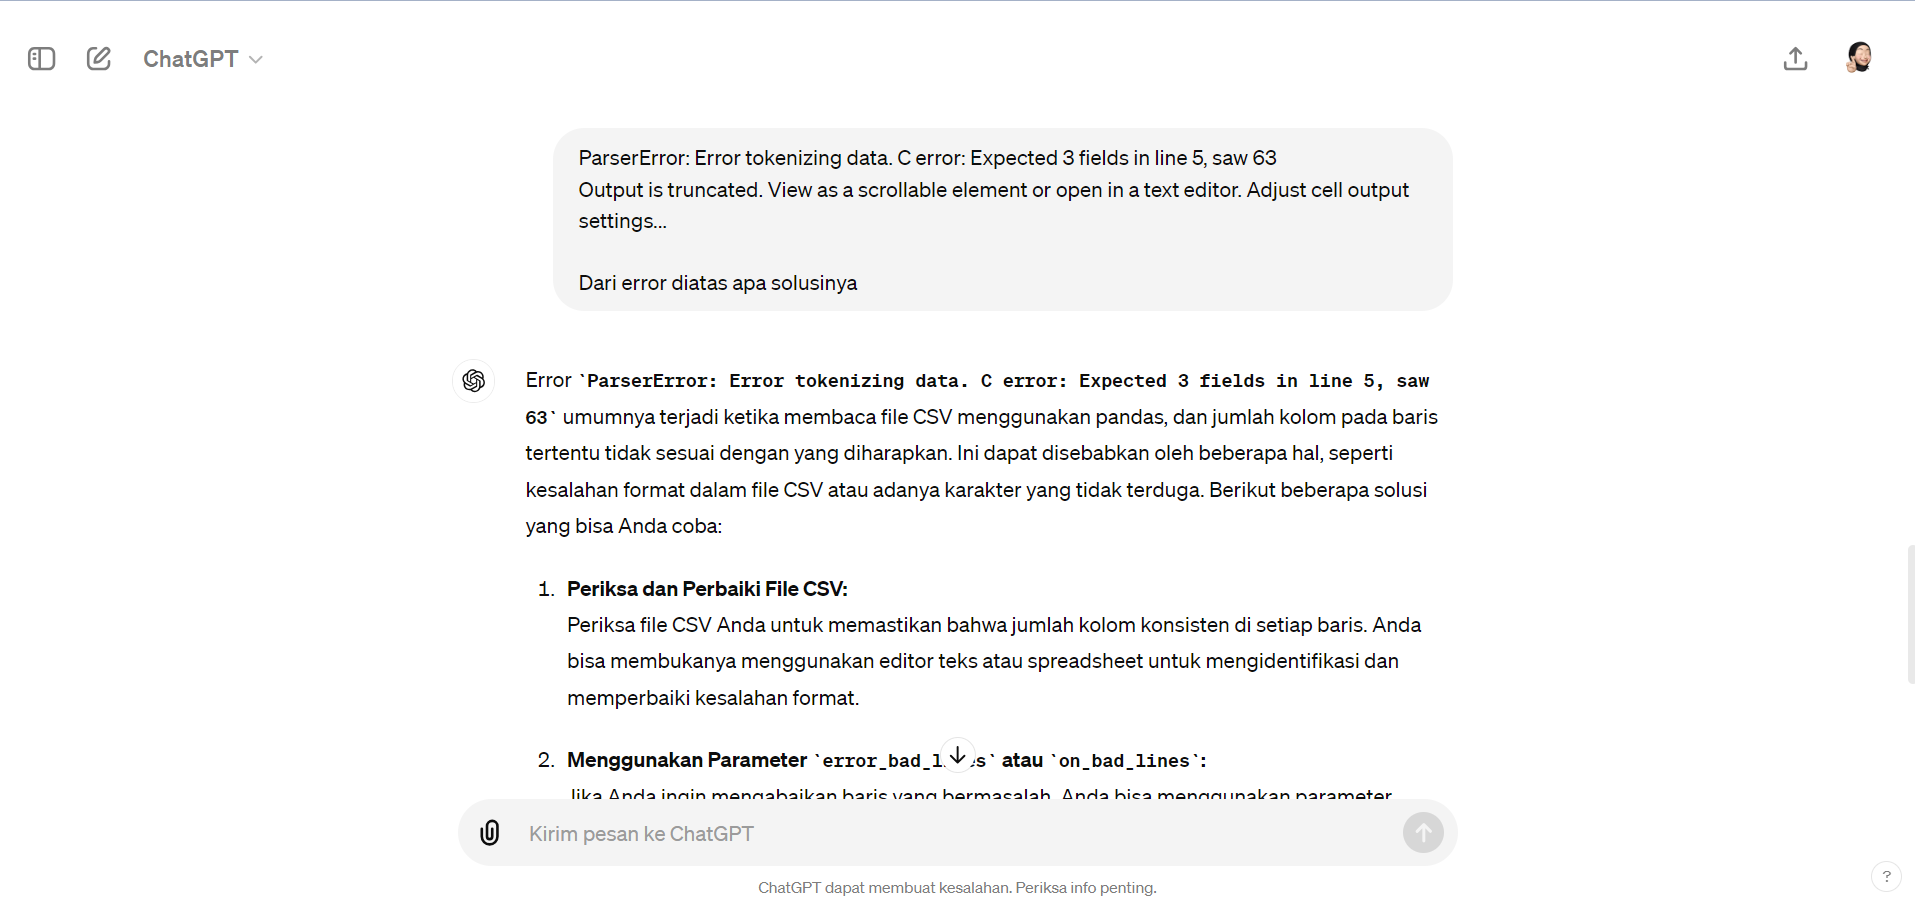 ChatGPT
ParserError: Error tokenizing data. C error: Expected 3 fields in line 5, saw 63
Output is truncated. View as a scrollable element or open in a text editor. Adjust cell output
settings...
Dari error diatas apa solusinya
Error `ParserError: Error tokenizing data. C error: Expected 3 fields in line 5, saw
63` umumnya terjadi ketika membaca file CSV menggunakan pandas, dan jumlah kolom pada baris
tertentu tidak sesuai dengan yang diharapkan. Ini dapat disebabkan oleh beberapa hal, seperti
kesalahan format dalam file CSV atau adanya karakter yang tidak terduga. Berikut beberapa solusi
yang bisa Anda coba:
1. Periksa dan Perbaiki File CSV:
Periksa file CSV Anda untuk memastikan bahwa jumlah kolom konsisten di setiap baris. Anda
bisa membukanya menggunakan editor teks atau spreadsheet untuk mengidentifikasi dan
memperbaiki kesalahan format.
2. Menggunakan Parameter `error_bad_lines` atau `on_bad_lines`:
Jika Anda ingin mengabaikan baris yang bermasalah, Anda bisa menggunakan parameter
Kirim pesan ke ChatGPT
ChatGPT dapat membuat kesalahan. Periksa info penting.
?